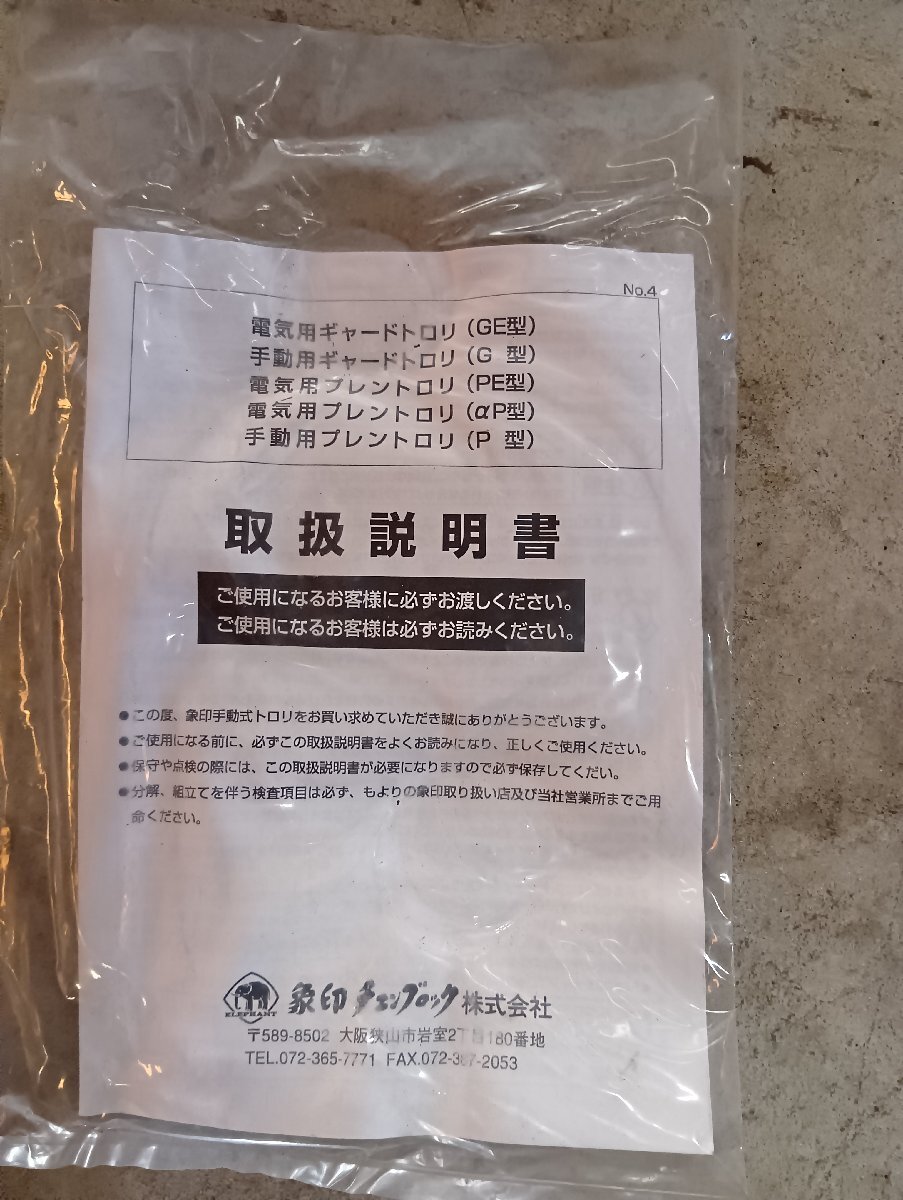 No.4
電気用ギャードトロリ（GE型）
手動用ギャードトロリ（G 型）
電気用プレントロリ（PE型）
電気用プレントロリ（αP型）
手動用プレントロリ（P 型）
取扱説明書
ご使用になるお客様に必ずお渡しください。
ご使用になるお客様は必ずお読みください。
●この度、象印手動式トロリをお買い求めていただき誠にありがとうございます。
●ご使用になる前に、必ずこの取扱説明書をよくお読みになり、正しくご使用ください。
●保守や点検の際には、この取扱説明書が必要になりますので必ず保存してくだい。
●分解、組立てを伴う検査項目は必ず、もよりの象印取り扱い店及び当社営業所までご用
命ください。
ELEPHANT 象印チェンブロック株式会社
〒589-8502 大阪狭山市岩室2丁目180番地
TEL.072-365-7771 FAX.072-2053